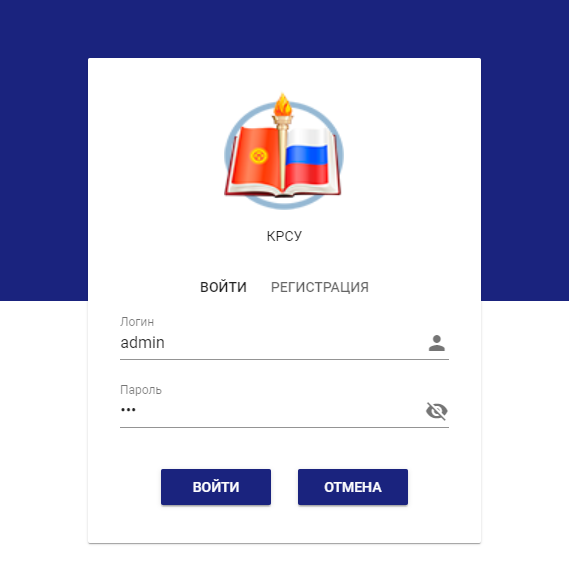 КРСУ
ВОЙТИ РЕГИСТРАЦИЯ
Логин
admin
Пароль
•••
ВОЙТИ ОТМЕНА